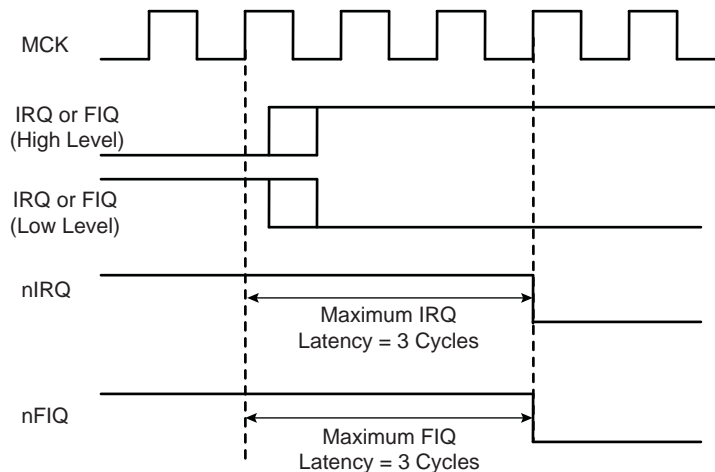 MCK
IRQ or FIQ
(High Level)
IRQ or FIQ
(Low Level)
nIRQ
Maximum IRQ
Latency = 3 Cycles
nFIQ
Maximum FIQ
Latency = 3 Cycles